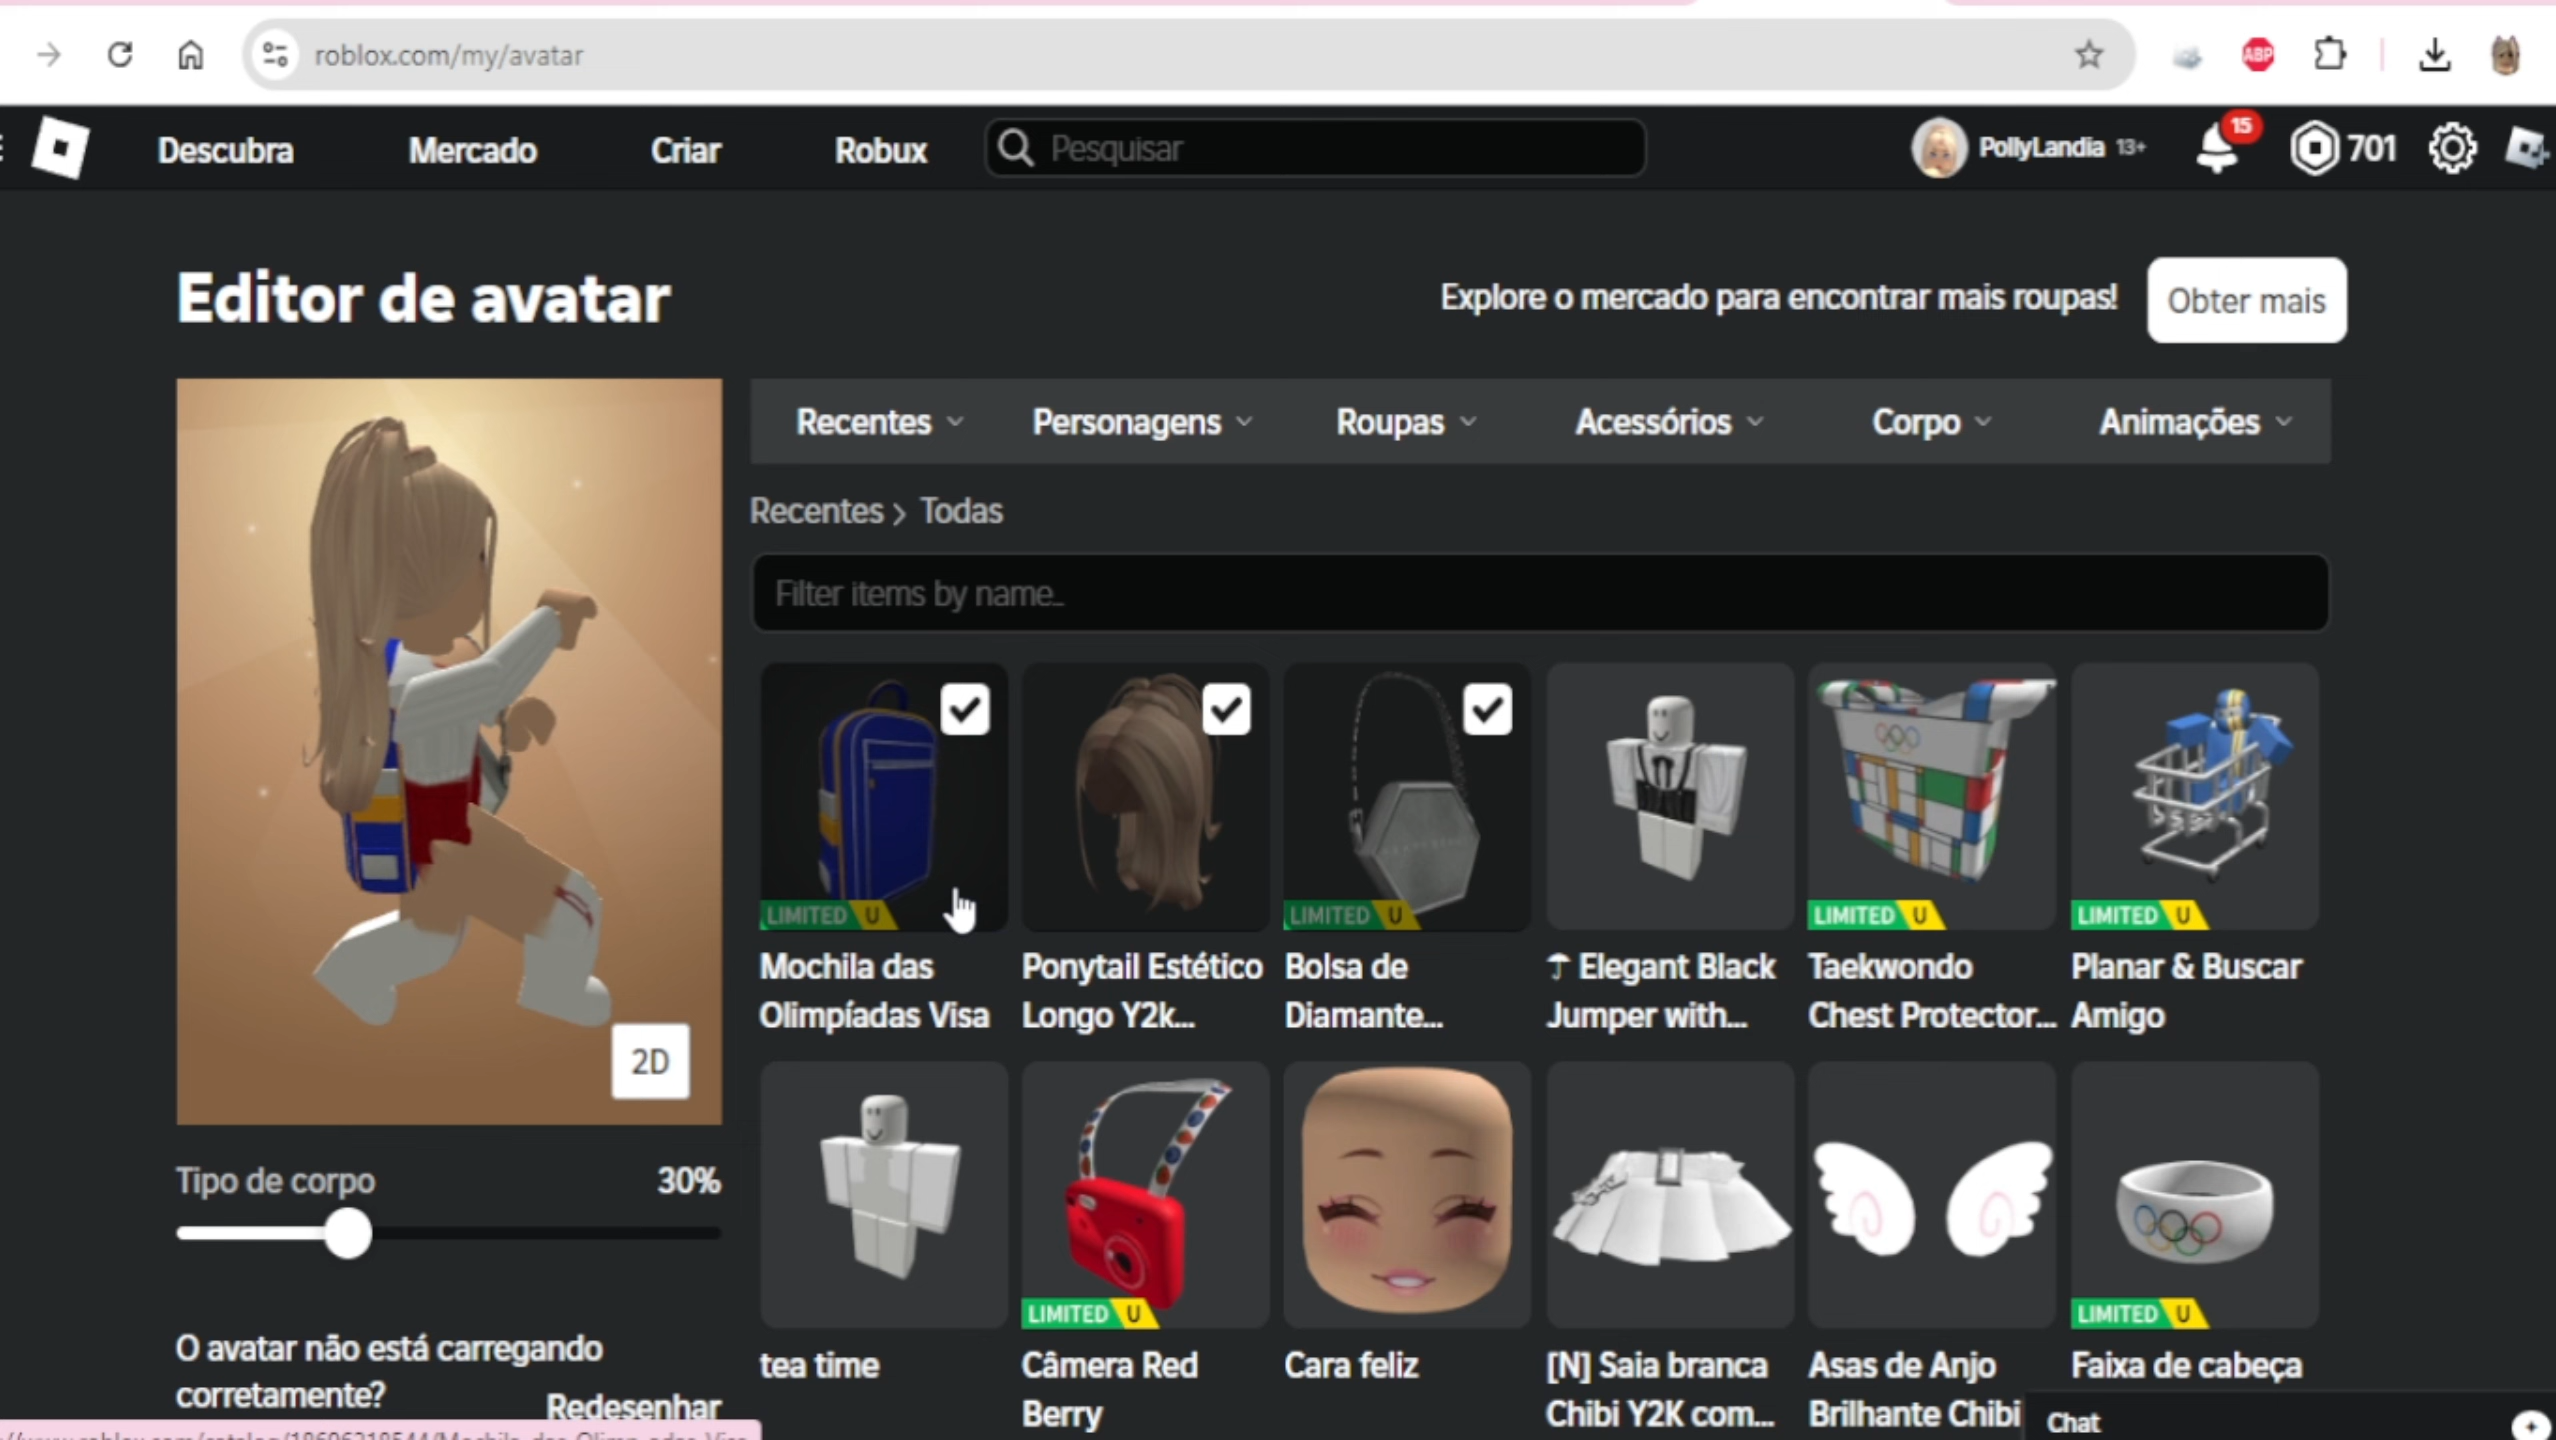 roblox.com/my/avatar
ABP
Descubra
Mercado
Criar
Robux
Pesquisar
PollyLandia 13+
15
701
Editor de avatar
Explore o mercado para encontrar mais roupas!
Obter mais
Recentes
Personagens
Roupas
Acessórios
Corpo
Animações
Recentes > Todas
Filter items by name...
LIMITED U
LIMITED U
LIMITED U
LIMITED U
Mochila das
Olimpíadas Visa
Ponytail Estético
Longo Y2k...
Bolsa de
Diamante...
Elegant Black
Jumper with...
Taekwondo
Chest Protector...
Planar & Buscar
Amigo
2D
Tipo de corpo
30%
LIMITED U
LIMITED U
tea time
Câmera Red
Berry
Cara feliz
[N] Saia branca
Chibi Y2K com...
Asas de Anjo
Brilhante Chibi
Faixa de cabeça
O avatar não está carregando
corretamente?
Redesenhar
Chat